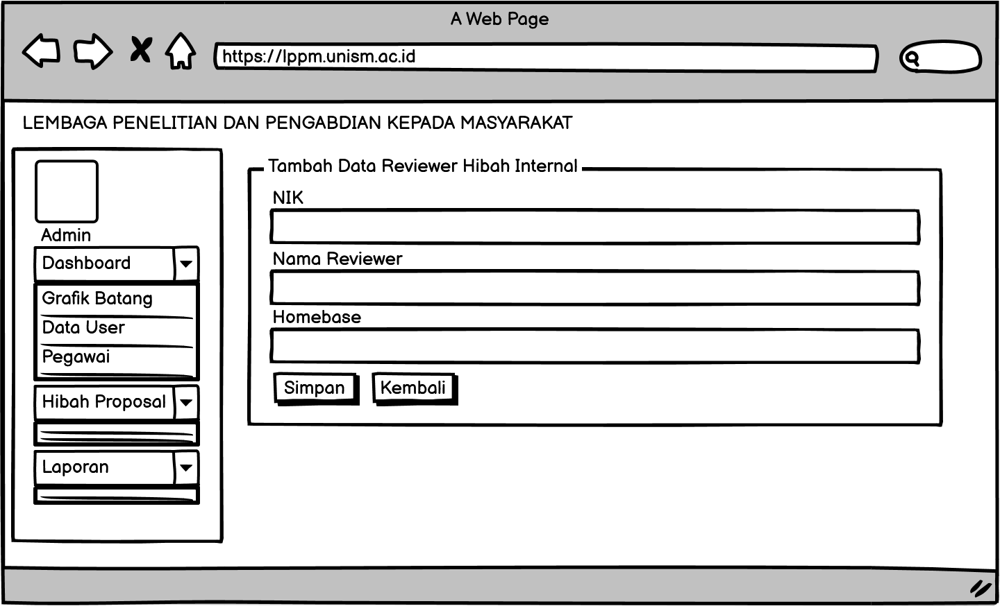 A Web Page
https://lppm.unism.ac.id
LEMBAGA PENELITIAN DAN PENGABDIAN KEPADA MASYARAKAT
Admin
Dashboard
Grafik Batang
Data User
Pegawai
Hibah Proposal
Laporan
Tambah Data Reviewer Hibah Internal
NIK
Nama Reviewer
Homebase
Simpan
Kembali